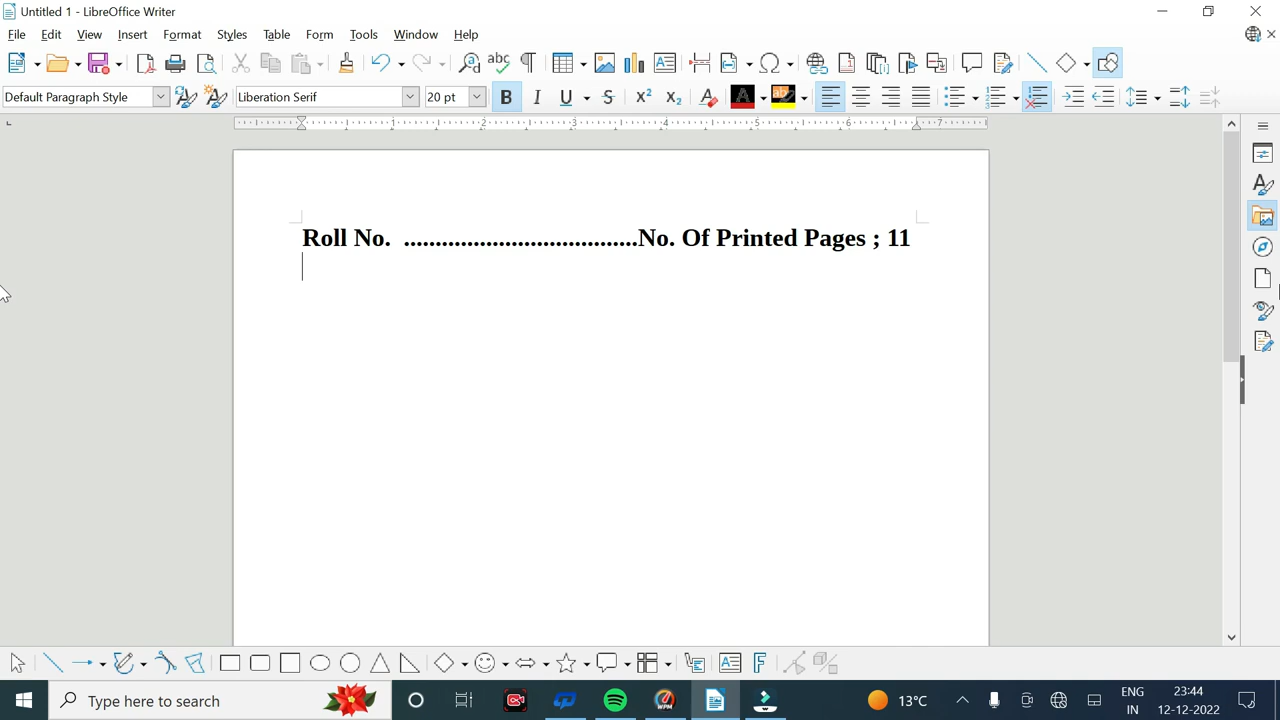 Untitled 1 - LibreOffice Writer
File Edit View Insert Format Styles Table Form Tools Window Help
Default Paragraph Style Liberation Serif 20 pt
Roll No. .....................................No. Of Printed Pages ; 11
Type here to search
13°C
ENG
IN
23:44
12-12-2022